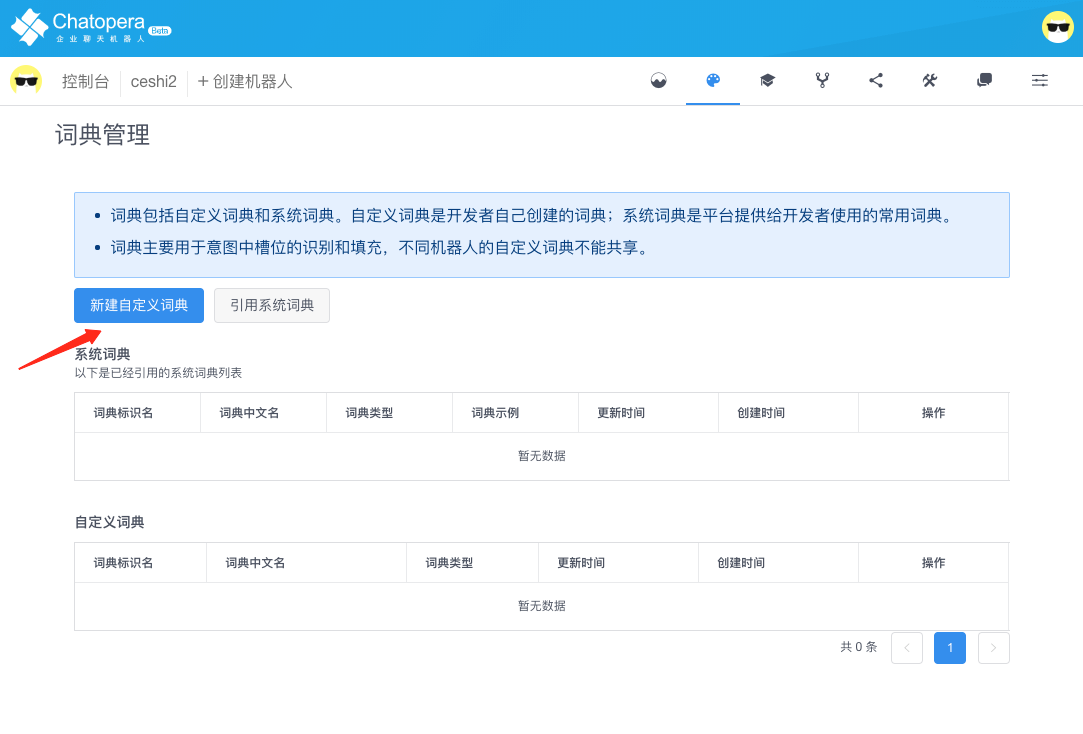 Chatopera Beta
企业聊天机器人
控制台 ceshi2 + 创建机器人
词典管理
词典包括自定义词典和系统词典。自定义词典是开发者自己创建的词典；系统词典是平台提供给开发者使用的常用词典。
词典主要用于意图中槽位的识别和填充，不同机器人的自定义词典不能共享。
新建自定义词典 引用系统词典
系统词典
以下是已经引用的系统词典列表
词典标识名 词典中文名 词典类型 词典示例 更新时间 创建时间 操作
暂无数据
自定义词典
词典标识名 词典中文名 词典类型 更新时间 创建时间 操作
暂无数据
共 0 条 1